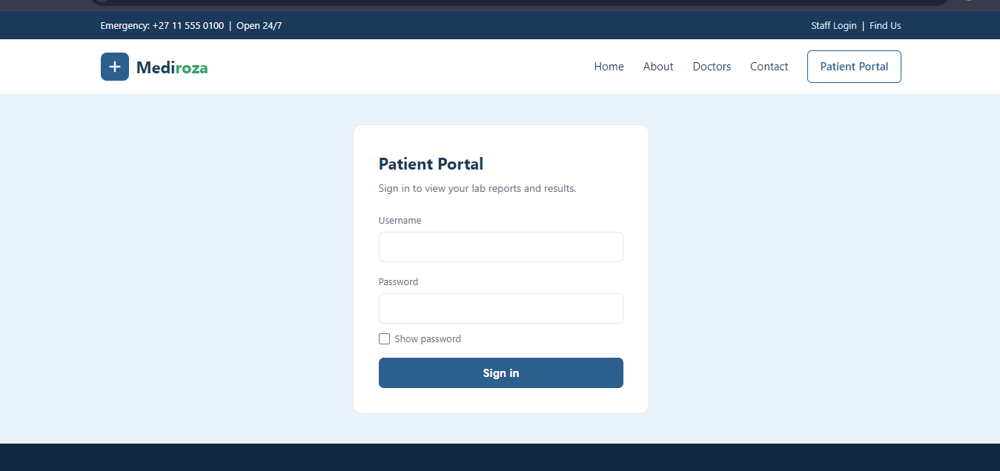 Emergency: +27 11 555 0100 | Open 24/7
Staff Login | Find Us
Mediroza
Home
About
Doctors
Contact
Patient Portal
Patient Portal
Sign in to view your lab reports and results.
Username
Password
Show password
Sign in